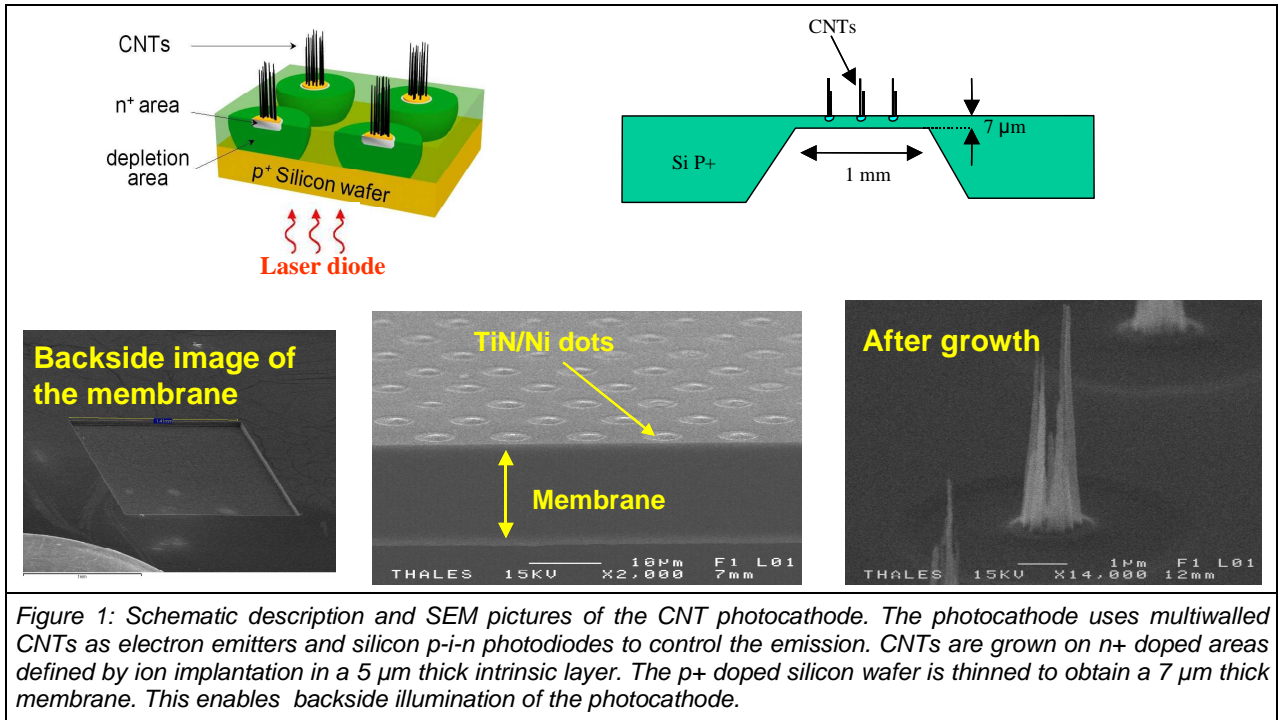 CNTs
n+ area
depletion
area
p+ Silicon wafer
Laser diode
CNTs
7 µm
Si P+
1 mm
Backside image of
the membrane
TiN/Ni dots
Membrane
10µm F1 L01
THALES 15KV X2,000 7mm
After growth
1µm F1 L01
THALES 15KV X14,000 12mm
Figure 1: Schematic description and SEM pictures of the CNT photocathode. The photocathode uses multiwalled
CNTs as electron emitters and silicon p-i-n photodiodes to control the emission. CNTs are grown on n+ doped areas
defined by ion implantation in a 5 µm thick intrinsic layer. The p+ doped silicon wafer is thinned to obtain a 7 µm thick
membrane. This enables backside illumination of the photocathode.